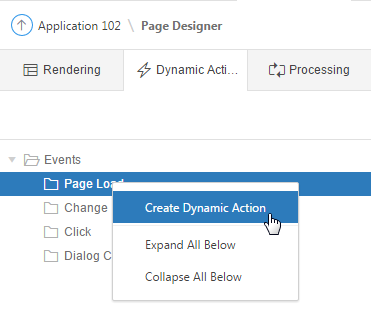 Application 102 \ Page Designer
Rendering Dynamic Acti... Processing
Events
Page Load
Create Dynamic Action
Change
Click
Expand All Below
Dialog C
Collapse All Below